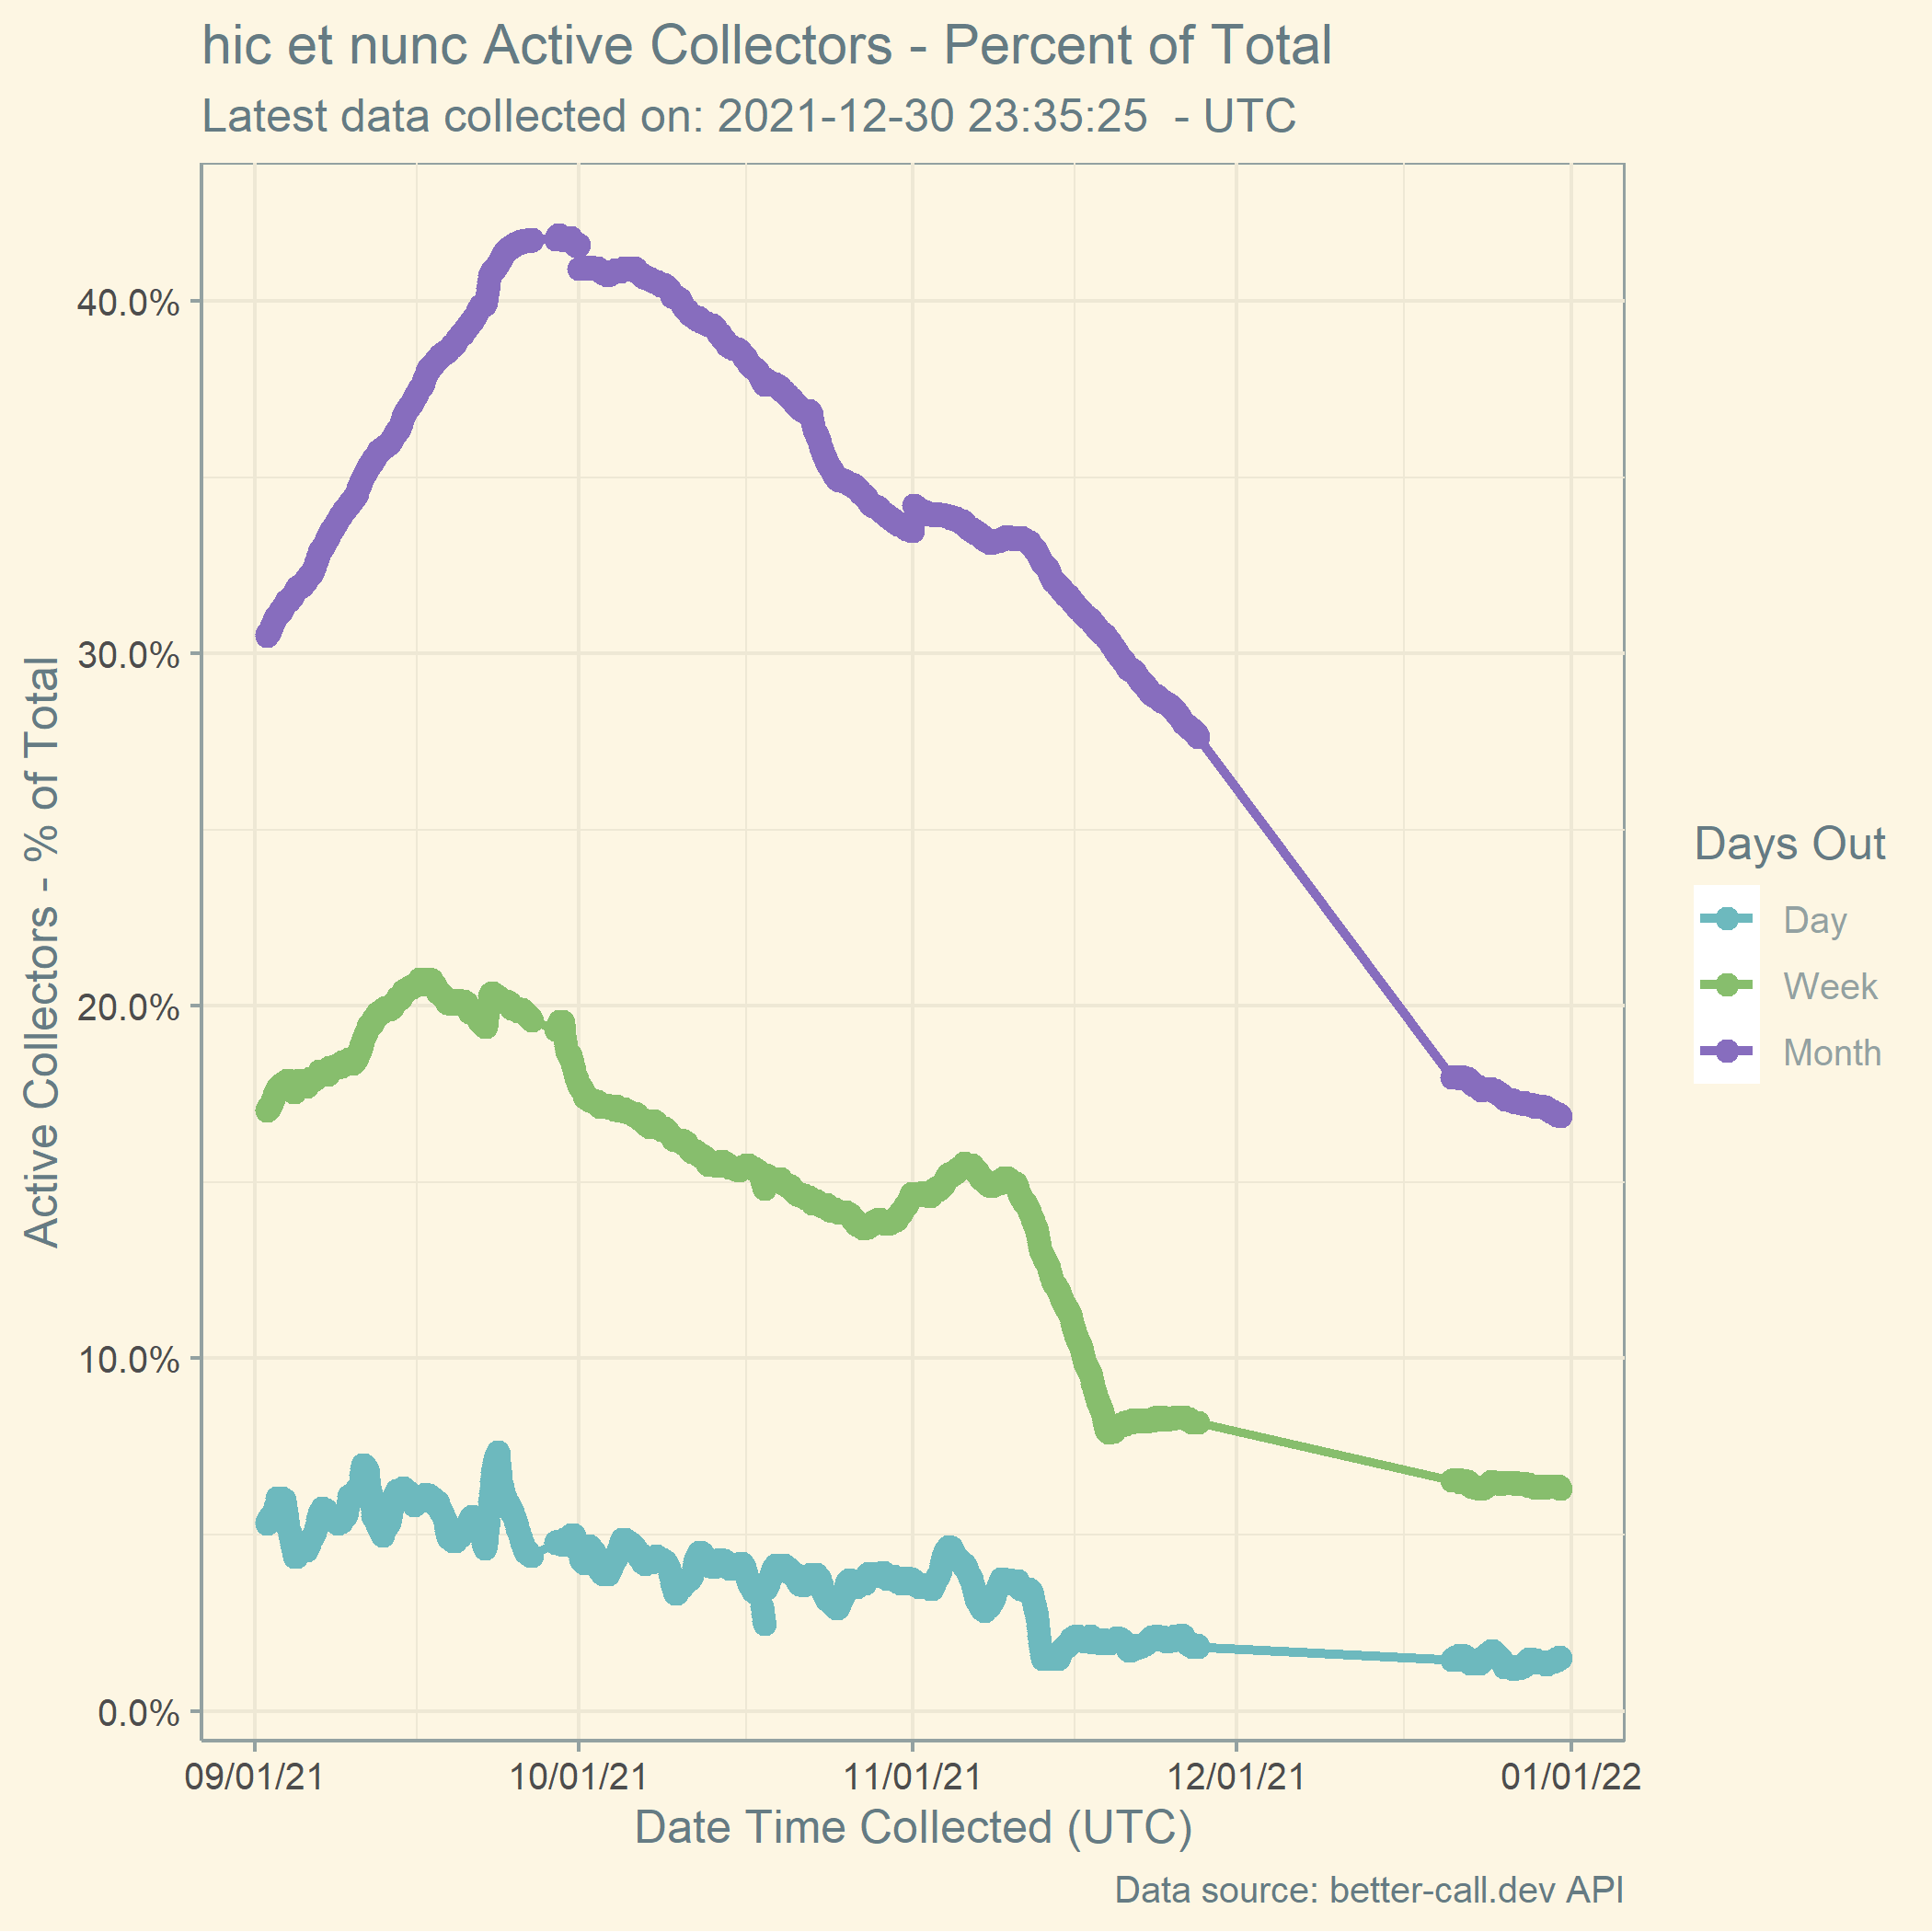 hic et nunc Active Collectors - Percent of Total
Latest data collected on: 2021-12-30 23:35:25  - UTC
Active Collectors - % of Total
40.0%
30.0%
20.0%
10.0%
0.0%
09/01/21
10/01/21
11/01/21
12/01/21
01/01/22
Date Time Collected (UTC)
Days Out
Day
Week
Month
Data source: better-call.dev API